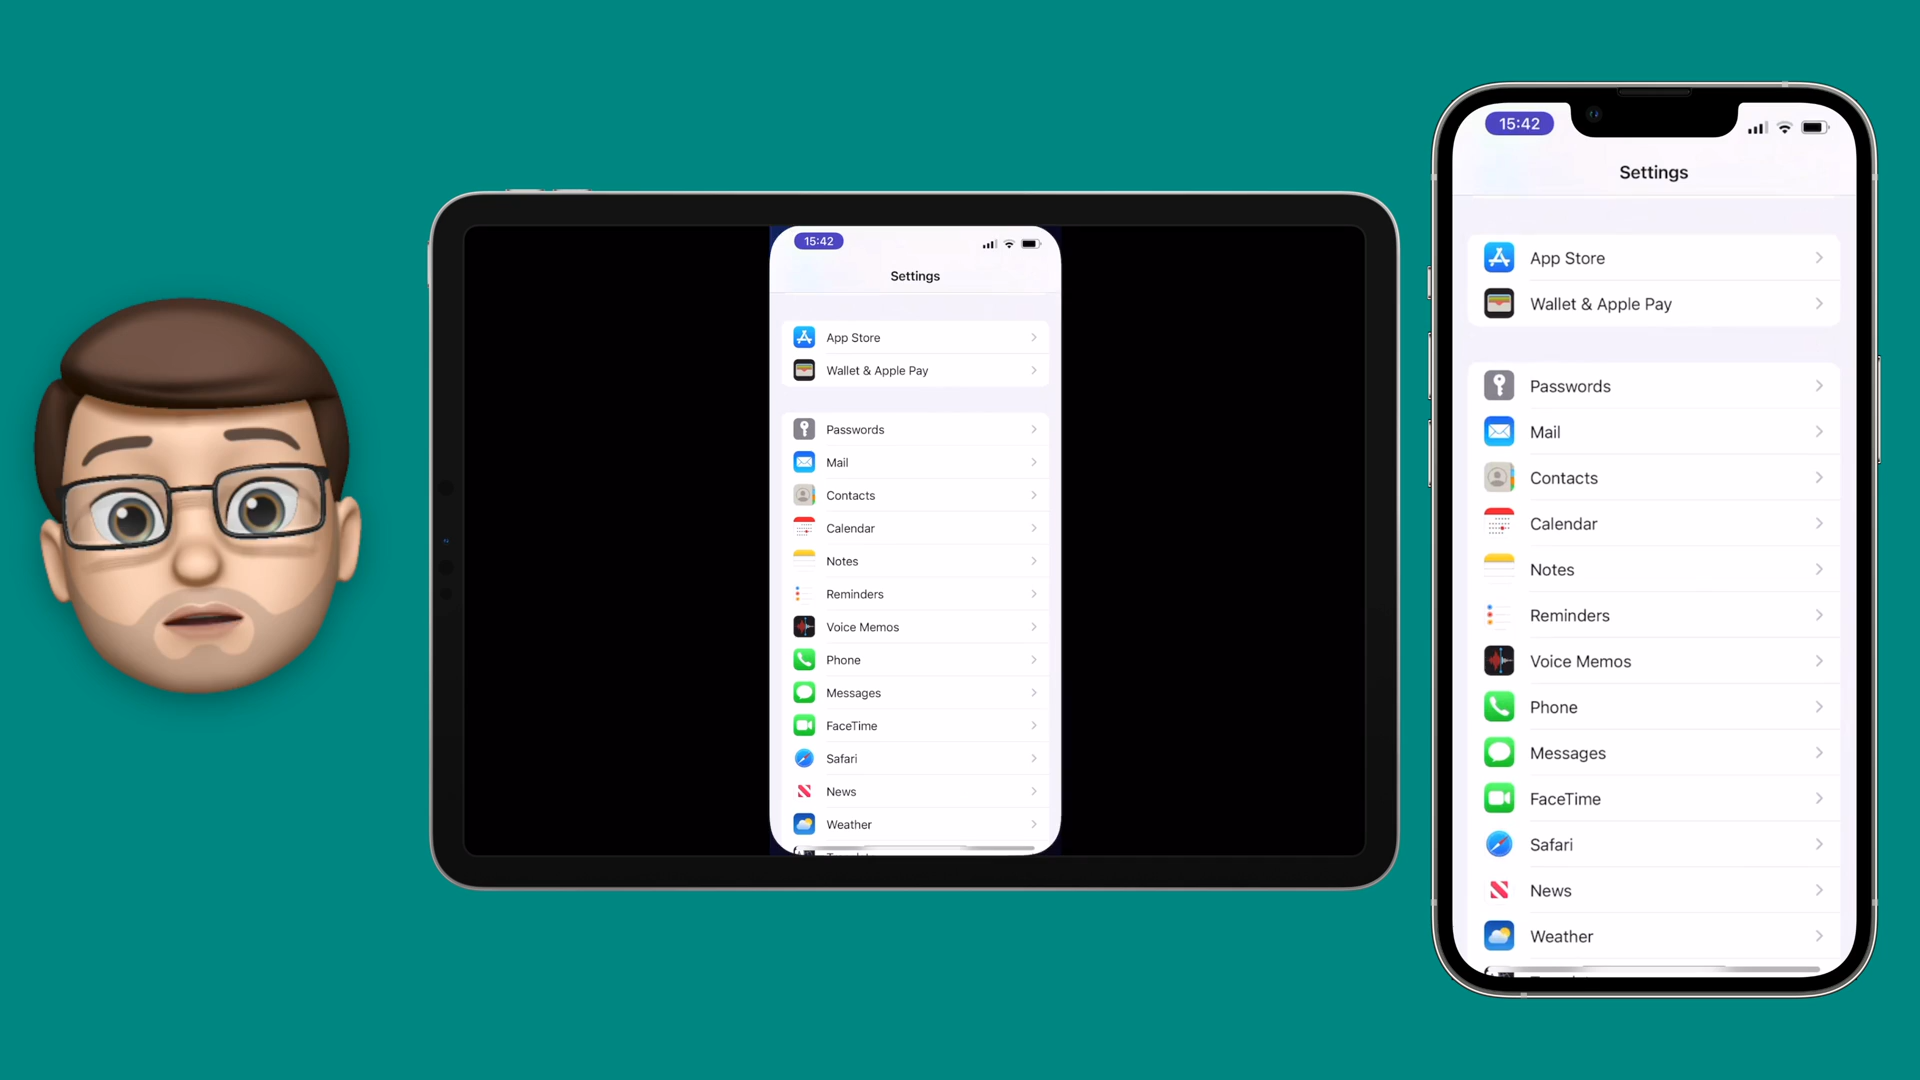 15:42
Settings
App Store
Wallet & Apple Pay
Passwords
Mail
Contacts
Calendar
Notes
Reminders
Voice Memos
Phone
Messages
FaceTime
Safari
News
Weather
15:42
Settings
App Store
Wallet & Apple Pay
Passwords
Mail
Contacts
Calendar
Notes
Reminders
Voice Memos
Phone
Messages
FaceTime
Safari
News
Weather